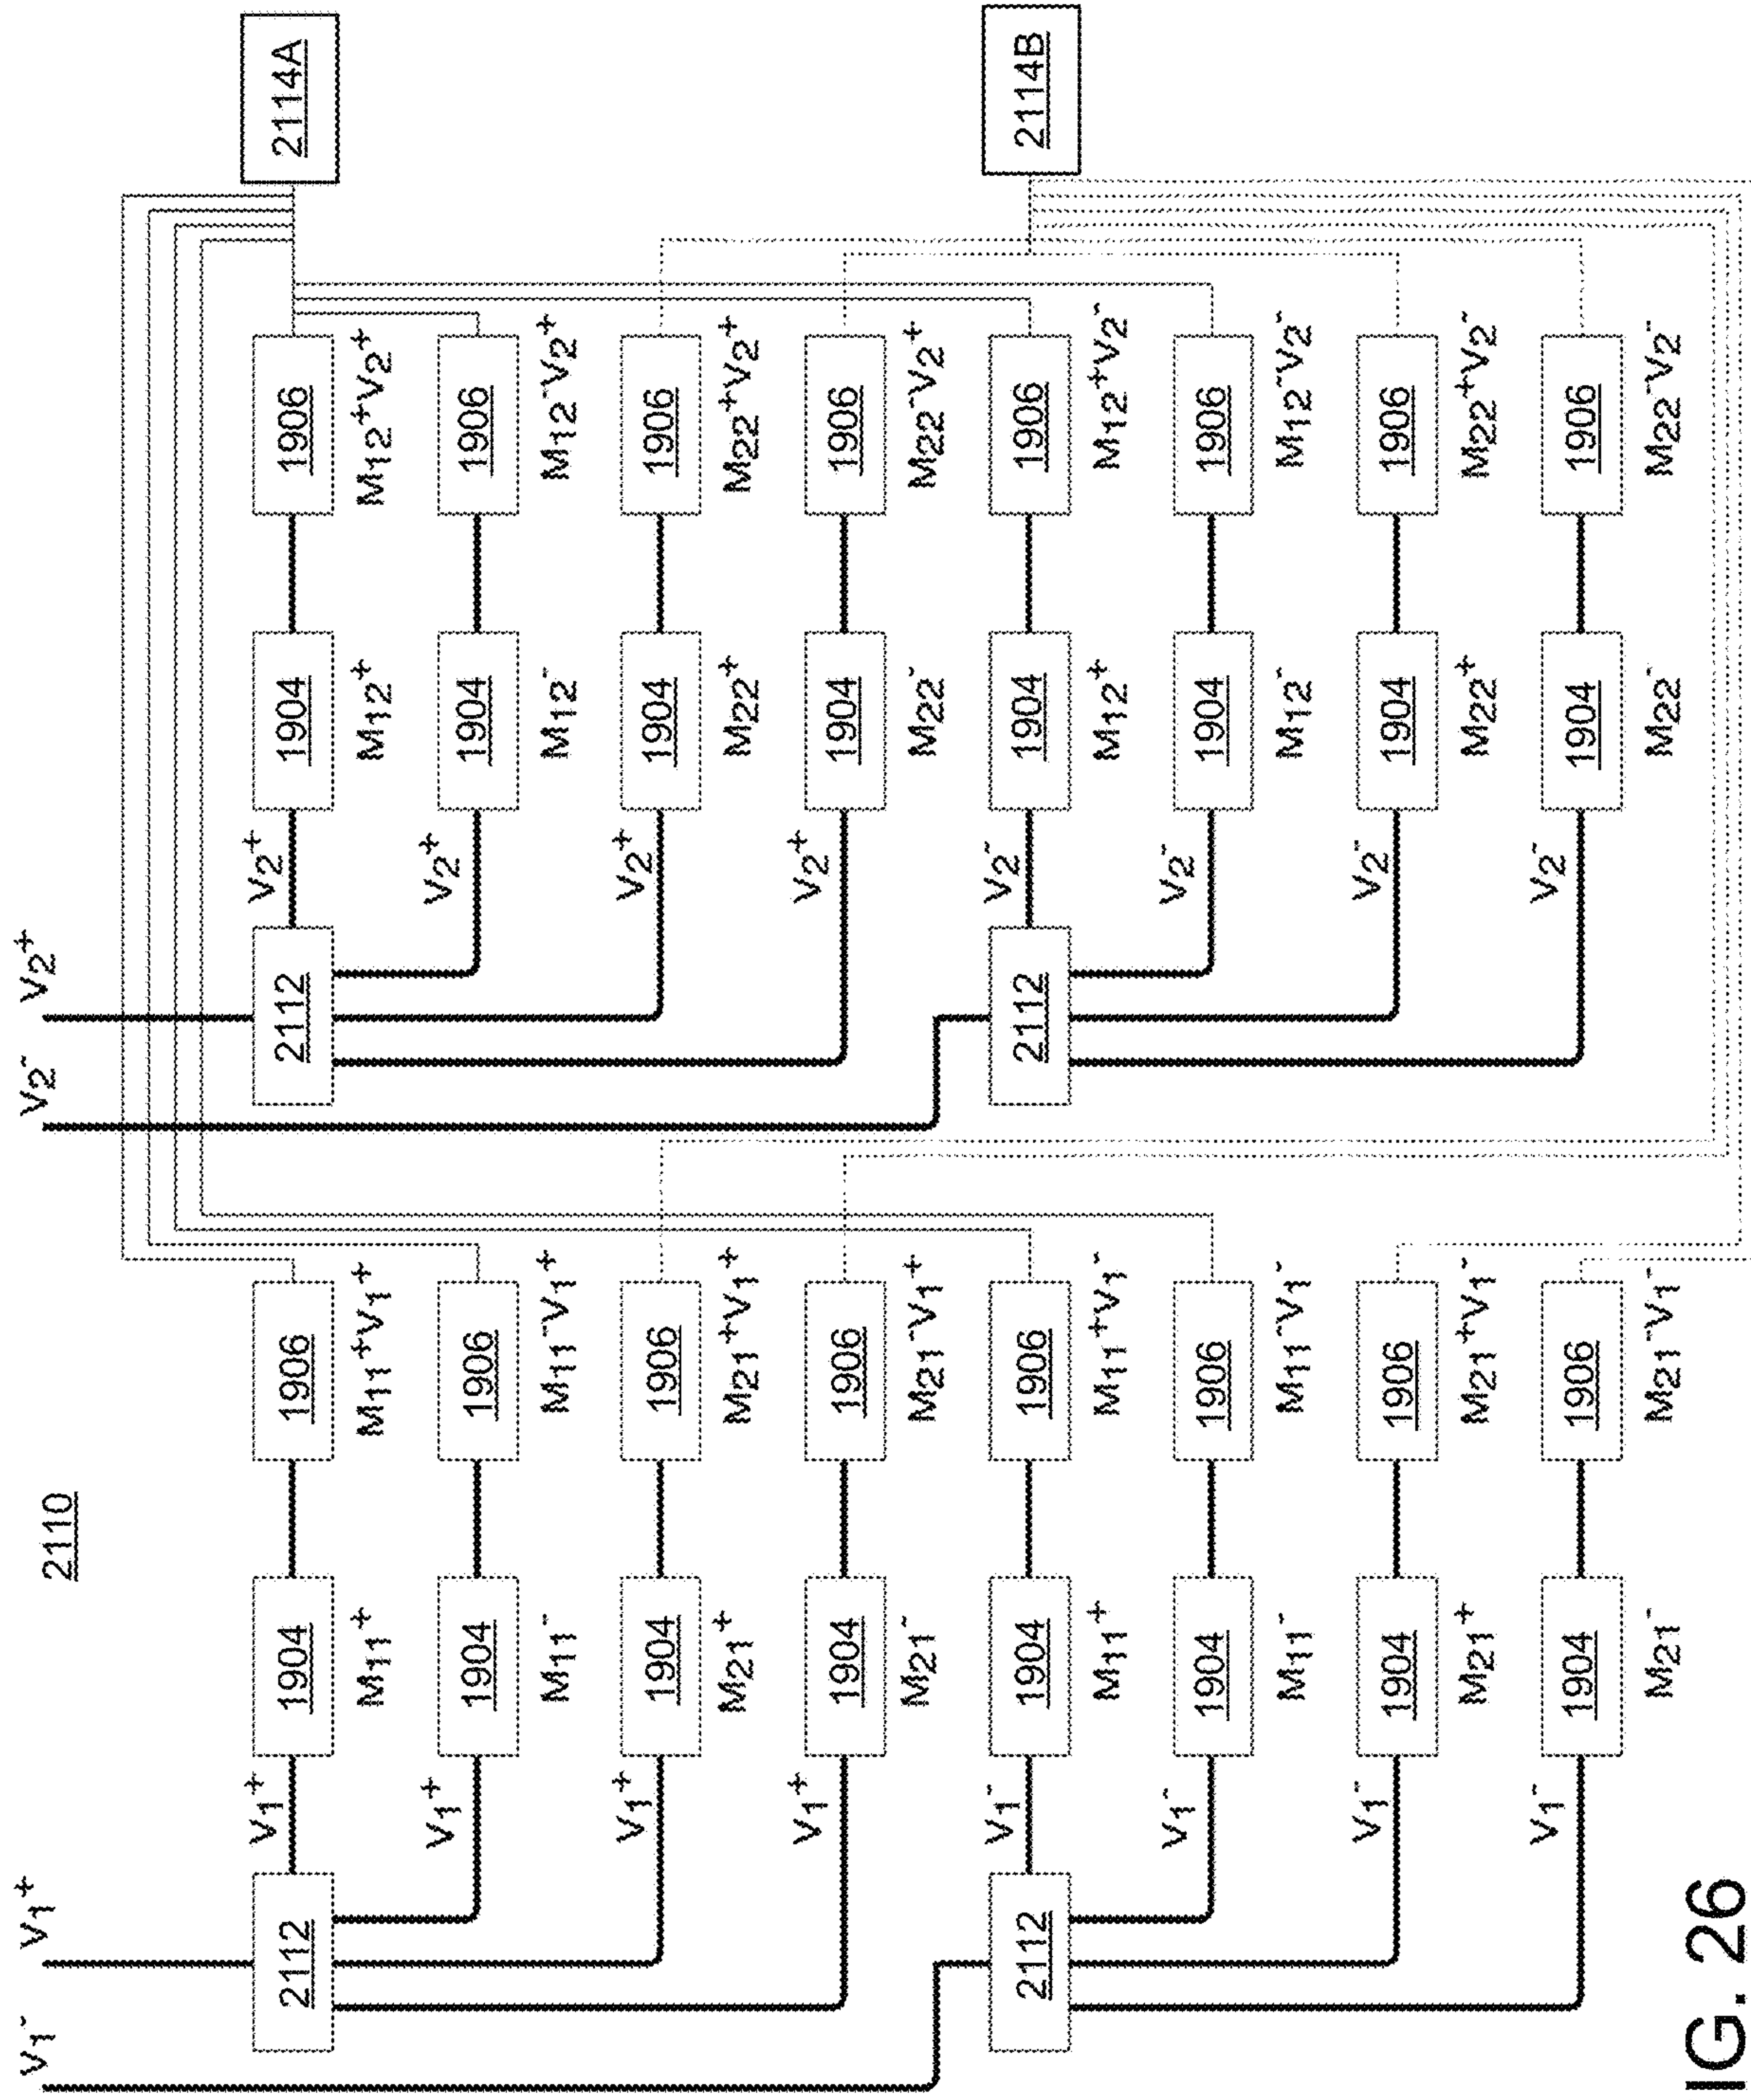 V₁⁻ V₁⁺ V₂⁻ V₂⁺
2110
V₁⁺ V₂⁺
2112 1904 1906 2112 1904 1906 2114A
M₁₁⁺ M₁₁⁺V₁⁺ M₁₂⁺ M₁₂⁺V₂⁺
V₁⁺ V₂⁺
1904 1906 1904 1906
M₁₁⁻ M₁₁⁻V₁⁺ M₁₂⁻ M₁₂⁻V₂⁺
V₁⁺ V₂⁺
1904 1906 1904 1906
M₂₁⁺ M₂₁⁺V₁⁺ M₂₂⁺ M₂₂⁺V₂⁺
V₁⁺ V₂⁺
1904 1906 1904 1906
M₂₁⁻ M₂₁⁻V₁⁺ M₂₂⁻ M₂₂⁻V₂⁺
V₁⁻ V₂⁻
2112 1904 1906 2112 1904 1906 2114B
M₁₁⁺ M₁₁⁺V₁⁻ M₁₂⁺ M₁₂⁺V₂⁻
V₁⁻ V₂⁻
1904 1906 1904 1906
M₁₁⁻ M₁₁⁻V₁⁻ M₁₂⁻ M₁₂⁻V₂⁻
V₁⁻ V₂⁻
1904 1906 1904 1906
M₂₁⁺ M₂₁⁺V₁⁻ M₂₂⁺ M₂₂⁺V₂⁻
V₁⁻ V₂⁻
1904 1906 1904 1906
M₂₁⁻ M₂₁⁻V₁⁻ M₂₂⁻ M₂₂⁻V₂⁻
IG. 26